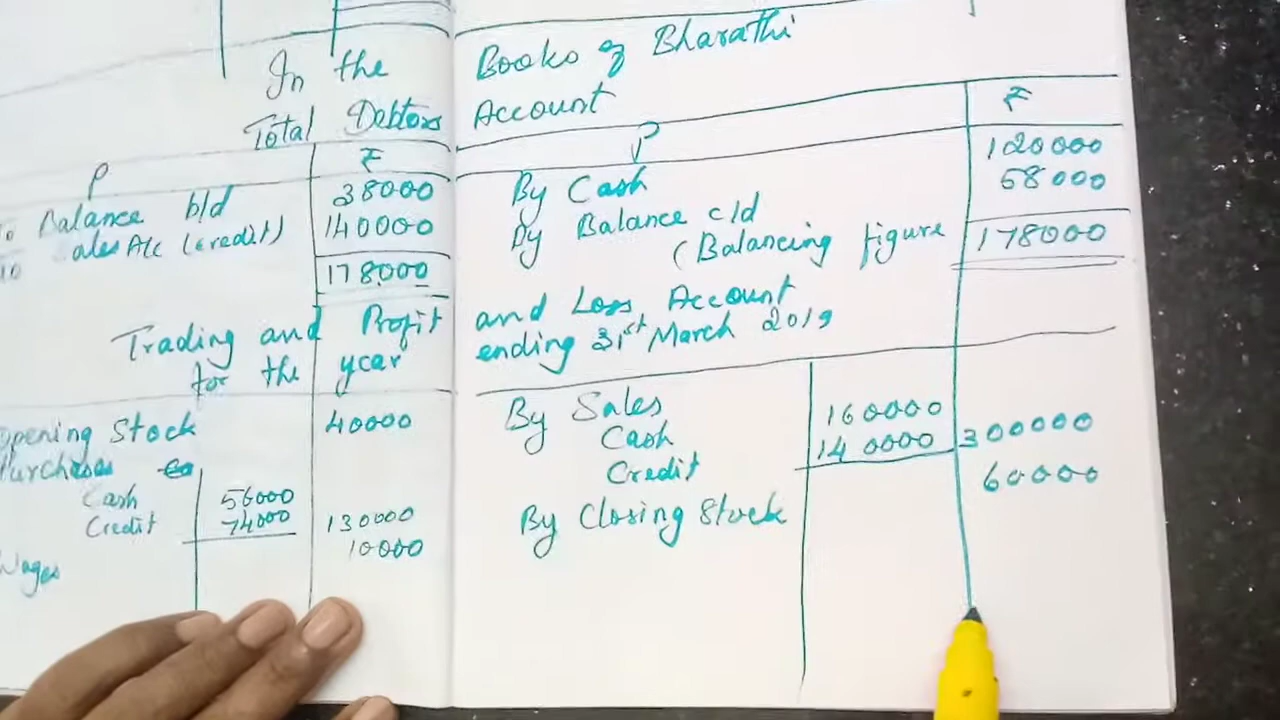 In the Books of Bharathi
Total Debtors Account
P ₹ P ₹
To Balance b/d 38000 By Cash 120000
To Sales A/c (credit) 140000 By Balance c/d 58000
(Balancing figure
178000 178000
Trading and Profit and Loss Account
for the year ending 31st March 2019
Opening Stock 40000 By Sales
Purchases Cash 160000
Cash 56000 Credit 140000 300000
Credit 74000 130000 By Closing Stock 60000
Wages 10000